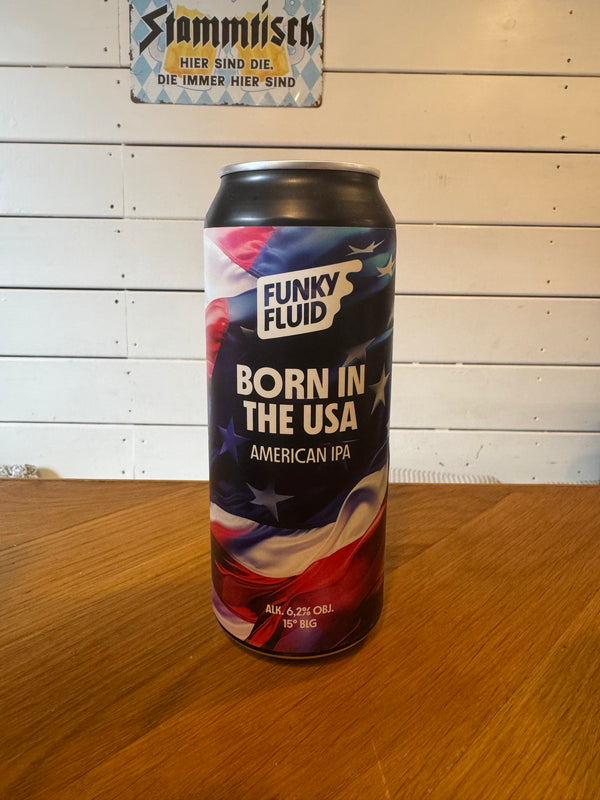 Stammtisch
HIER SIND DIE,
DIE IMMER HIER SIND
FUNKY
FLUID
BORN IN
THE USA
AMERICAN IPA
ALK. 6,2% OBJ.
15° BLG